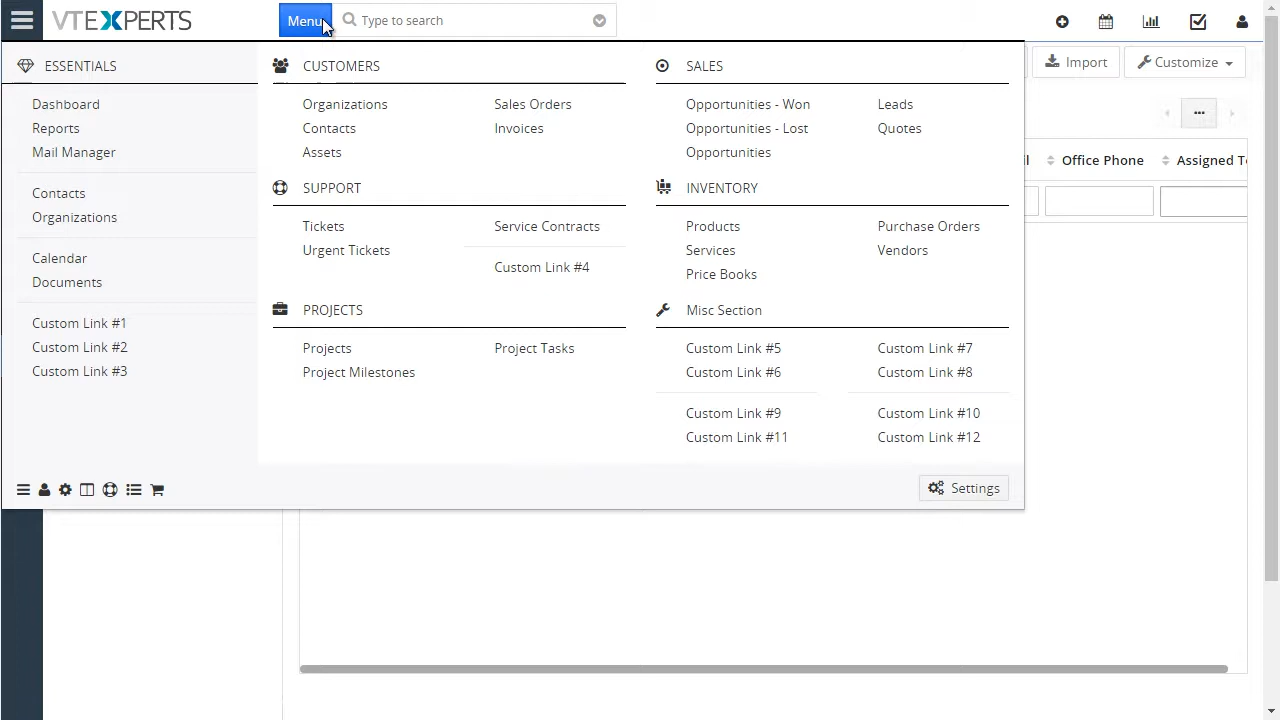 VTEXPERTS
Menu
Type to search
ESSENTIALS
Dashboard
Reports
Mail Manager
Contacts
Organizations
Calendar
Documents
Custom Link #1
Custom Link #2
Custom Link #3
CUSTOMERS
Organizations
Contacts
Assets
Sales Orders
Invoices
SUPPORT
Tickets
Urgent Tickets
Service Contracts
Custom Link #4
PROJECTS
Projects
Project Milestones
Project Tasks
SALES
Opportunities - Won
Opportunities - Lost
Opportunities
Leads
Quotes
INVENTORY
Products
Services
Price Books
Purchase Orders
Vendors
Misc Section
Custom Link #5
Custom Link #6
Custom Link #7
Custom Link #8
Custom Link #9
Custom Link #11
Custom Link #10
Custom Link #12
Settings
Import
Customize
Office Phone
Assigned